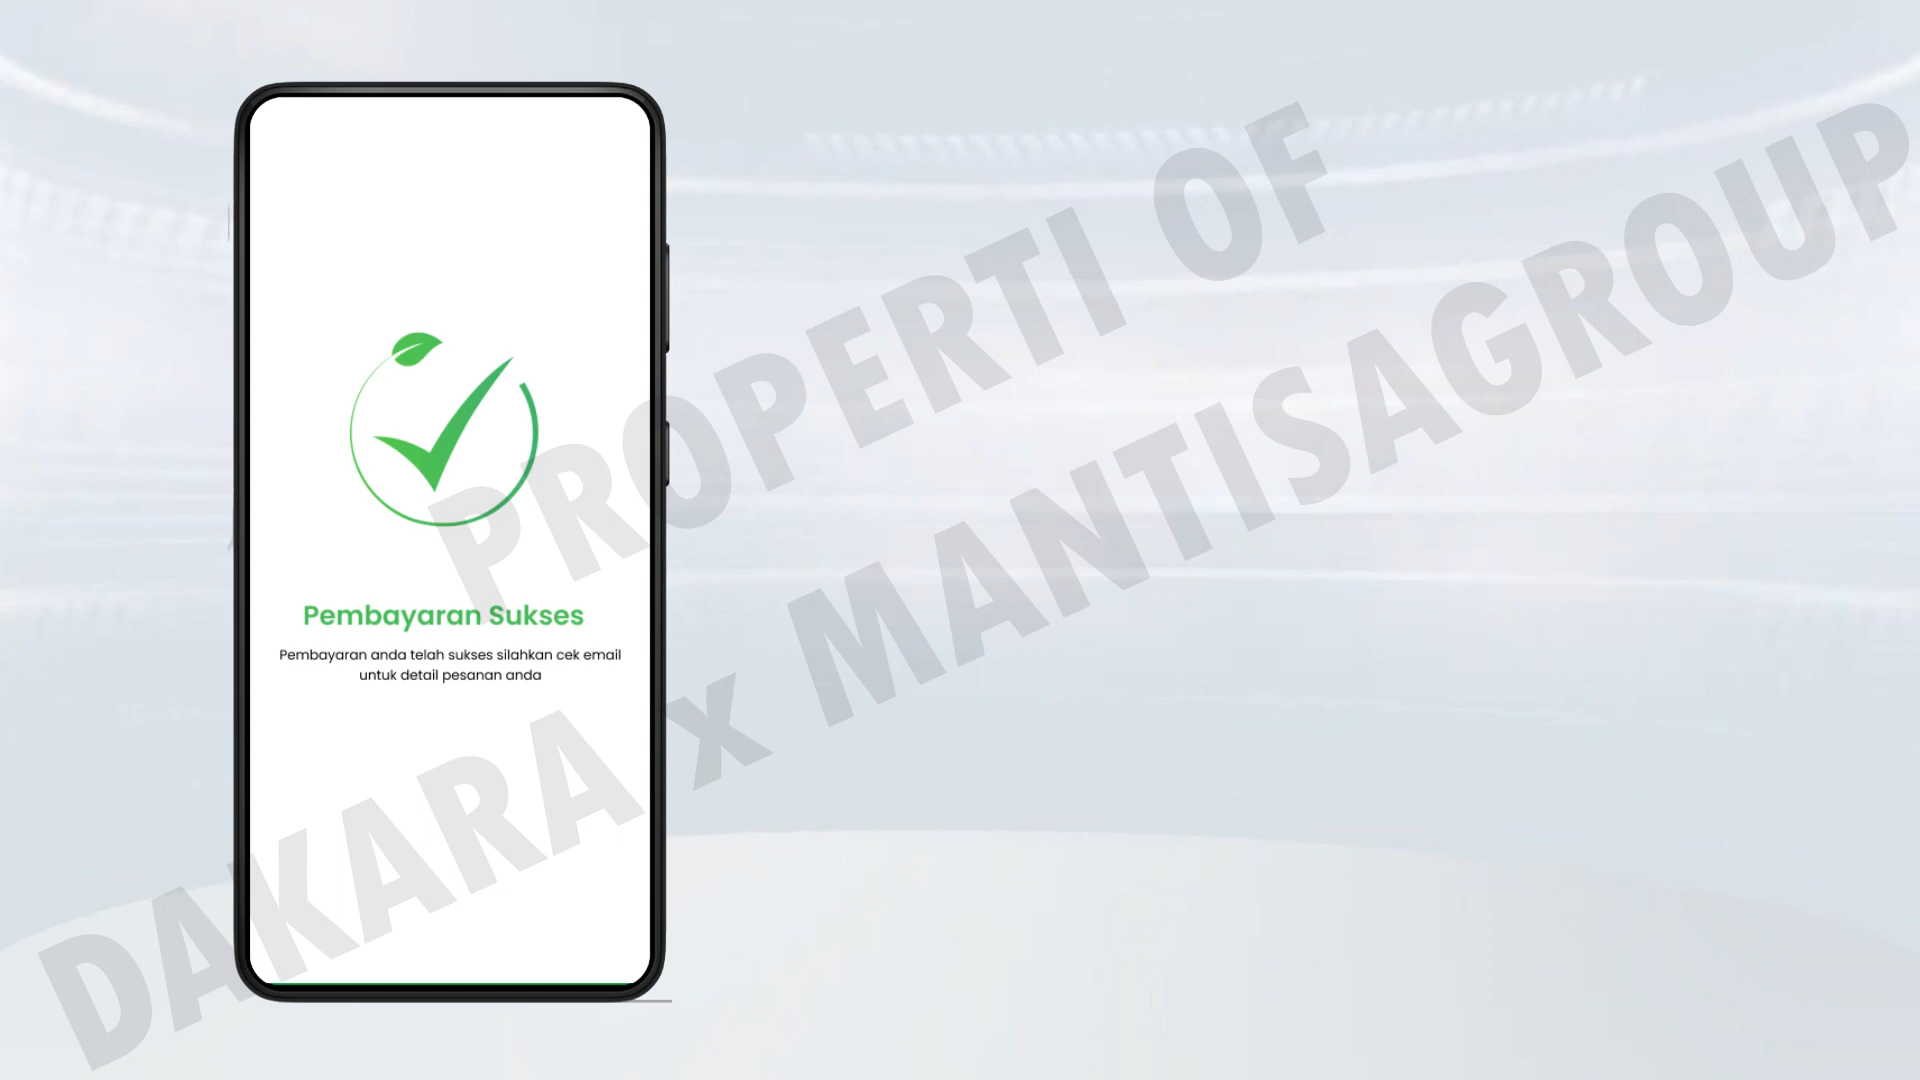 Pembayaran Sukses
Pembayaran anda telah sukses silahkan cek email
untuk detail pesanan anda
PROPERTI OF
DAKARA x MANTISAGROUP